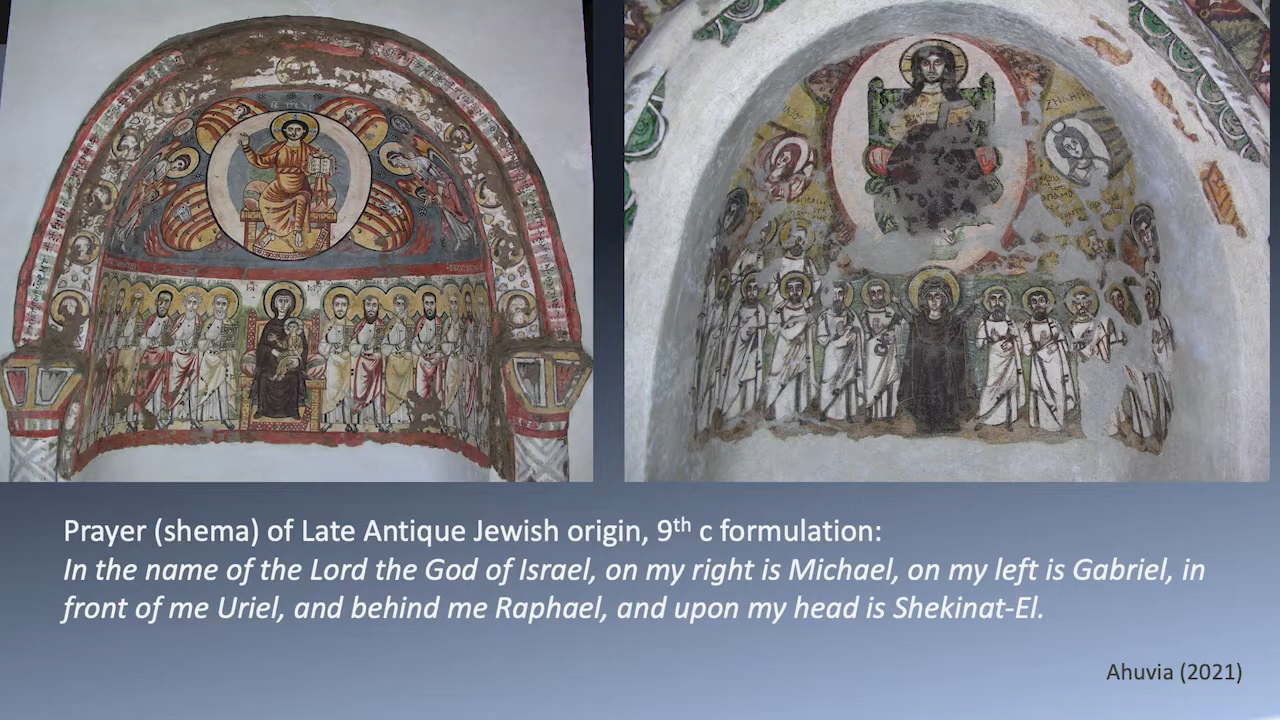 Prayer (shema) of Late Antique Jewish origin, 9th c formulation:
In the name of the Lord the God of Israel, on my right is Michael, on my left is Gabriel, in
front of me Uriel, and behind me Raphael, and upon my head is Shekinat-El.
Ahuvia (2021)